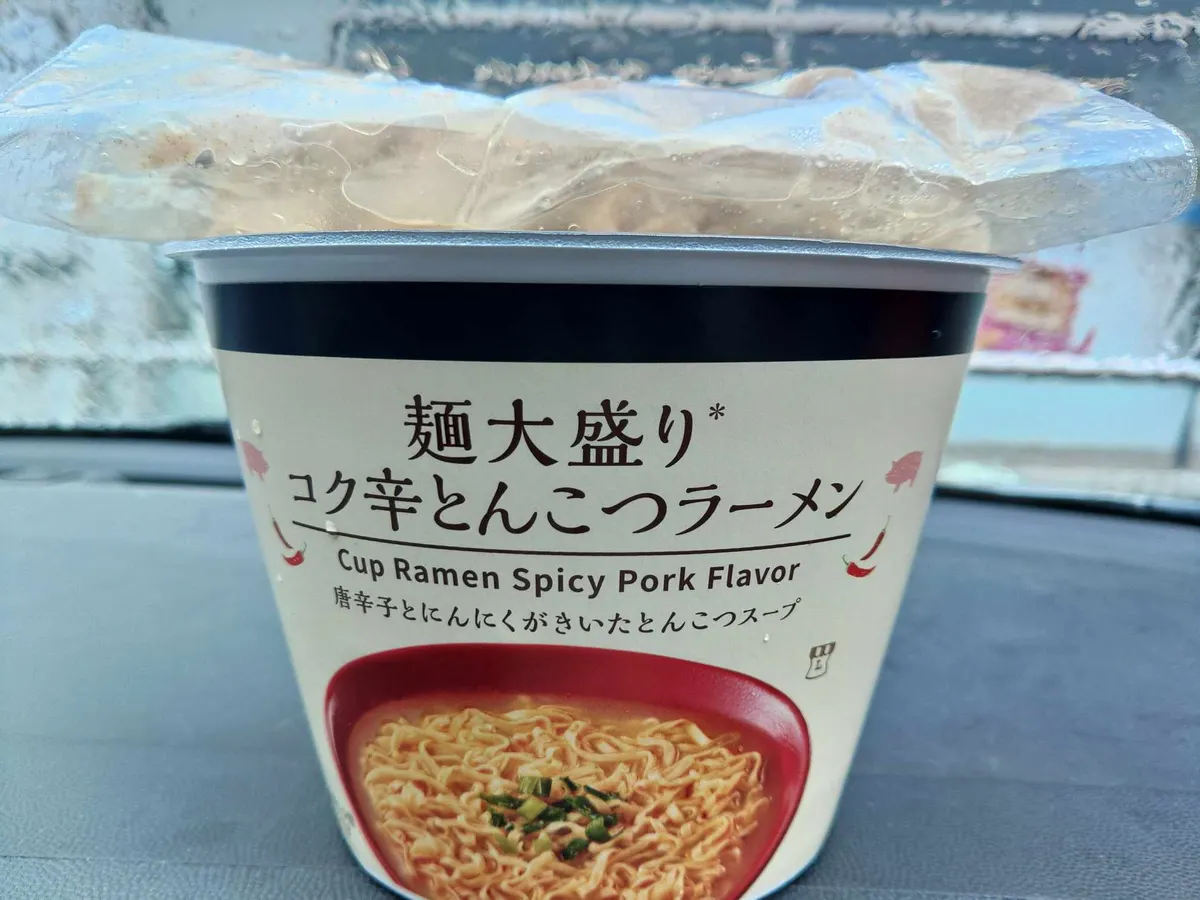 麺大盛り*
コク辛とんこつラーメン
Cup Ramen Spicy Pork Flavor
唐辛子とにんにくがきいたとんこつスープ
L